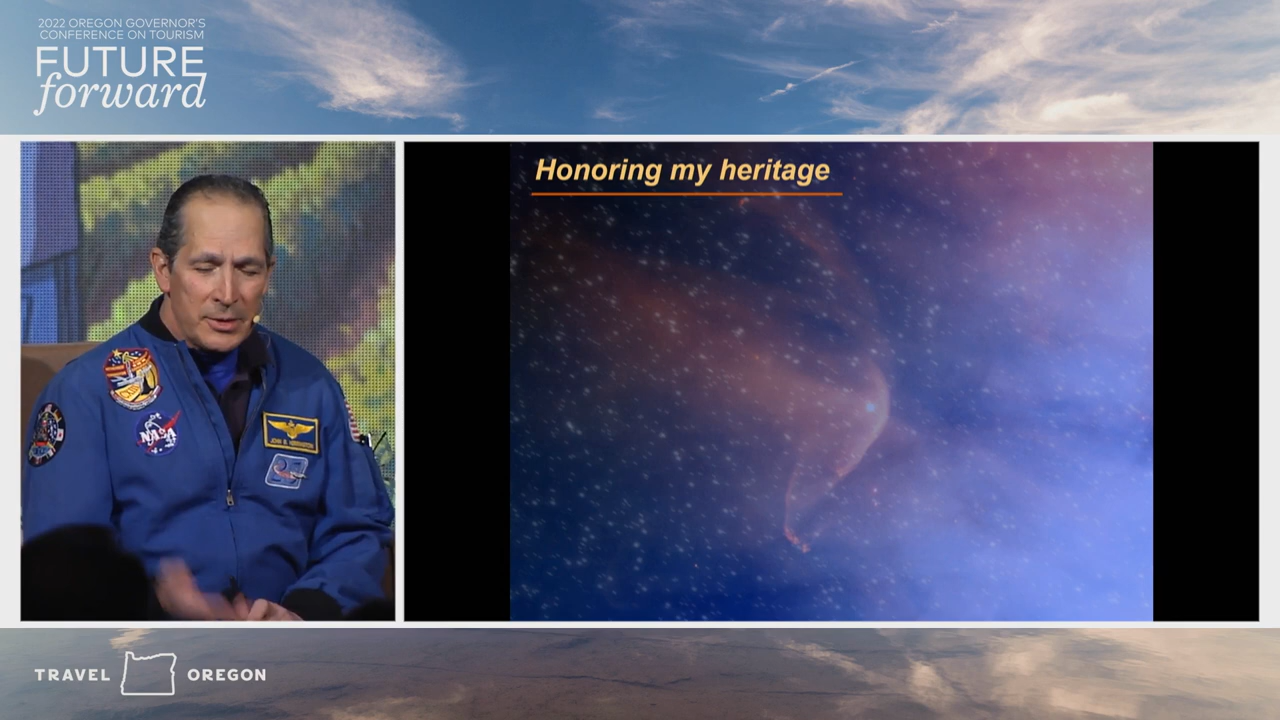 2022 OREGON GOVERNOR'S
CONFERENCE ON TOURISM
FUTURE
forward
Honoring my heritage
NASA
TRAVEL OREGON